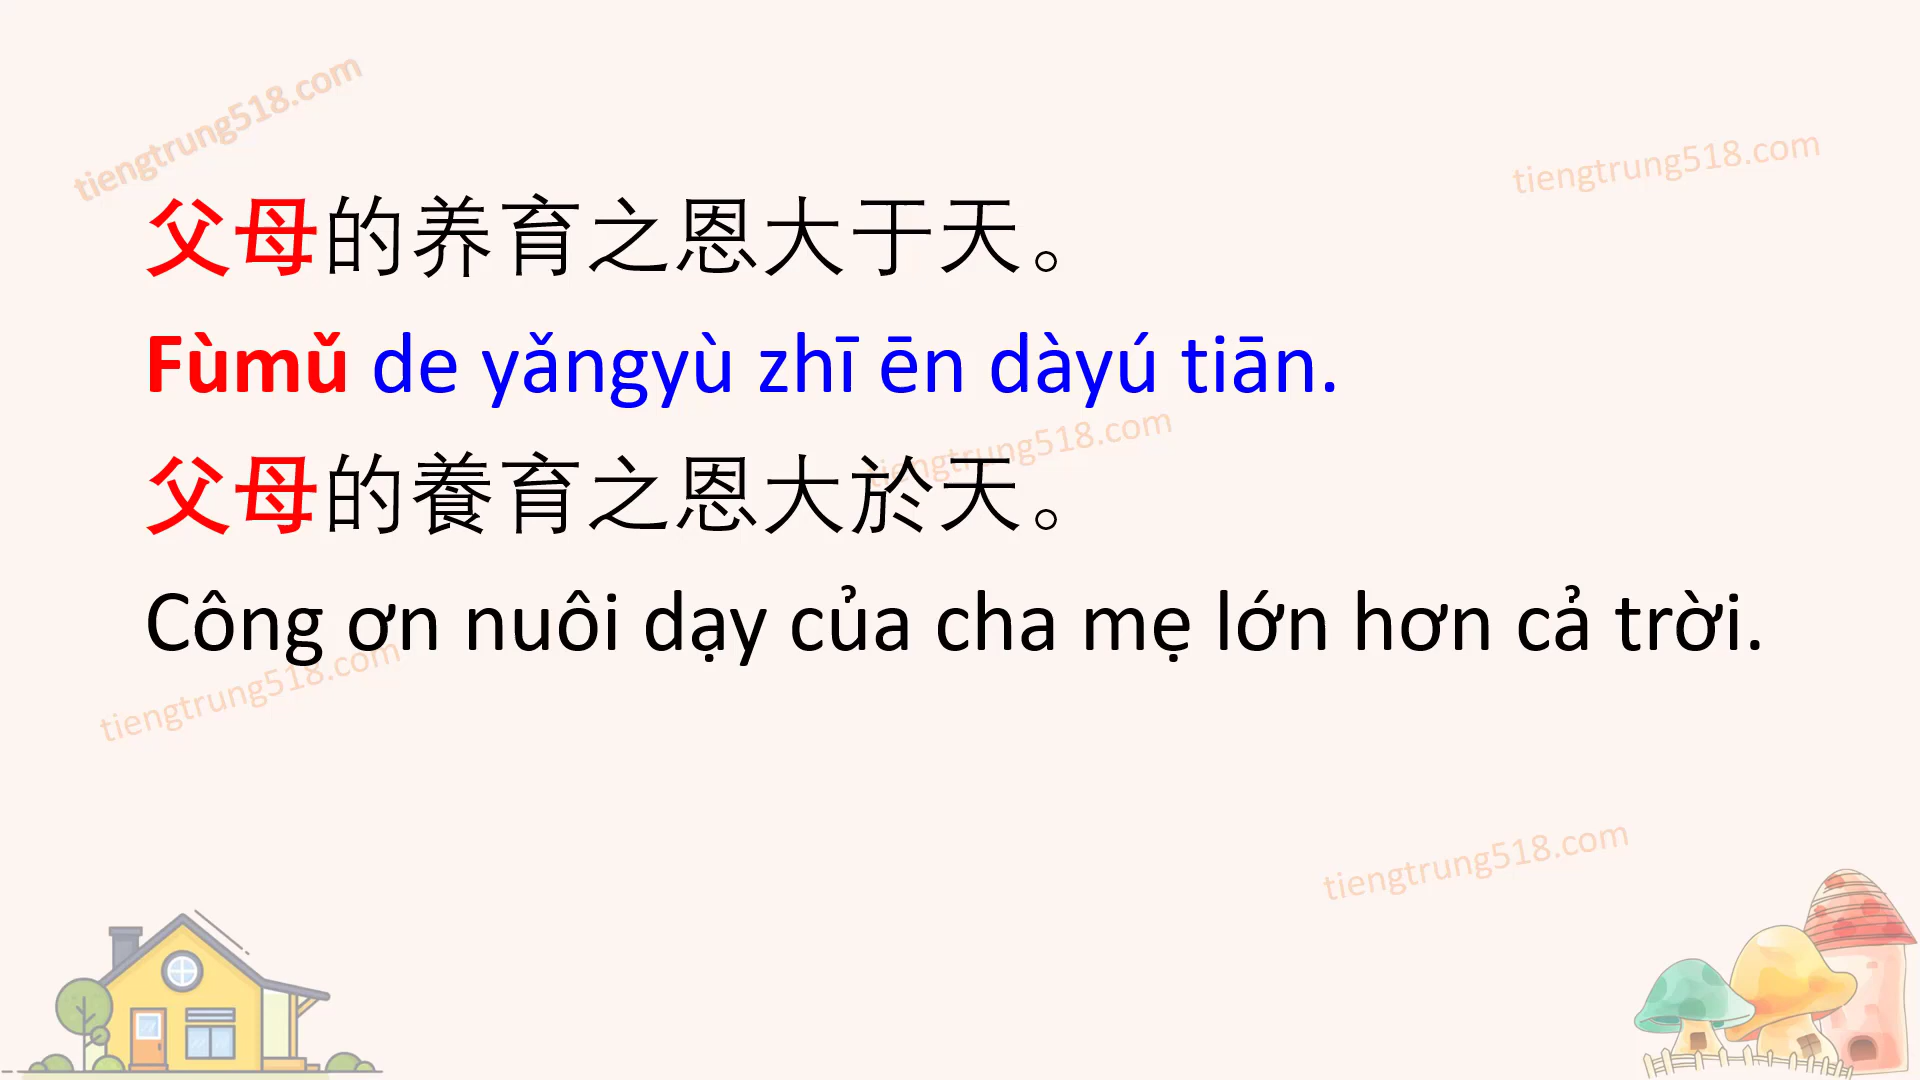 tiengtrung518.com
tiengtrung518.com
父母的养育之恩大于天。
Fùmǔ de yǎngyù zhī ēn dàyú tiān.
tiengtrung518.com
父母的養育之恩大於天。
Công ơn nuôi dạy của cha mẹ lớn hơn cả trời.
tiengtrung518.com
tiengtrung518.com